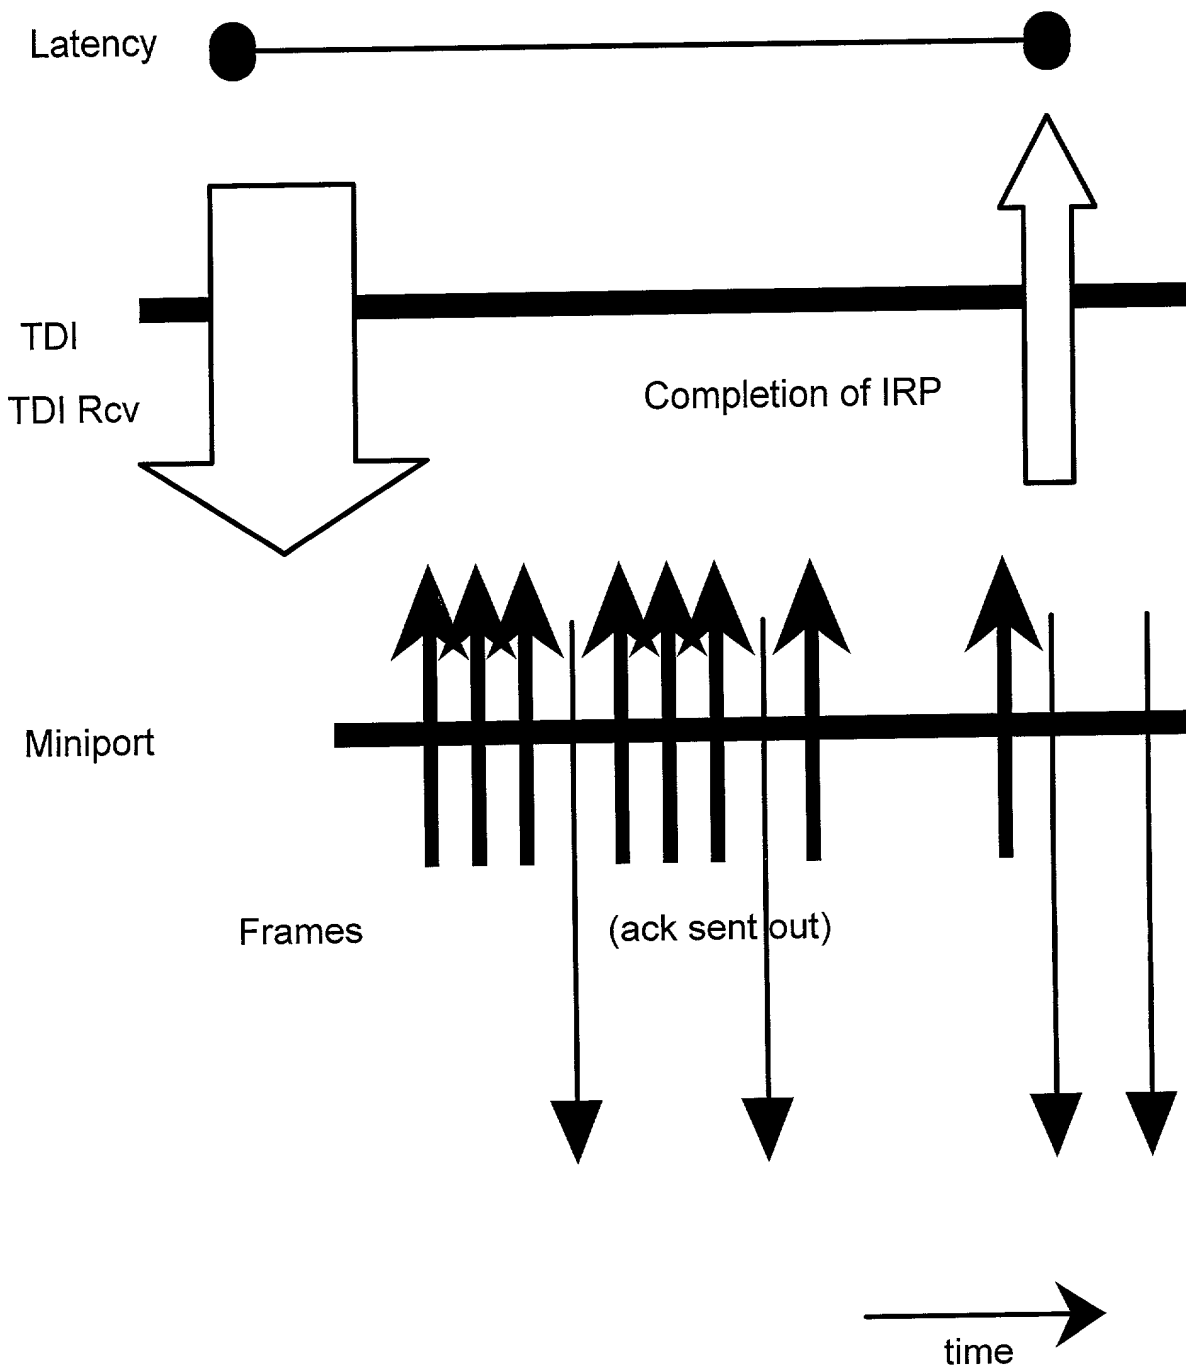 Latency
TDI
TDI Rcv
Completion of IRP
Miniport
Frames
(ack sent out)
time